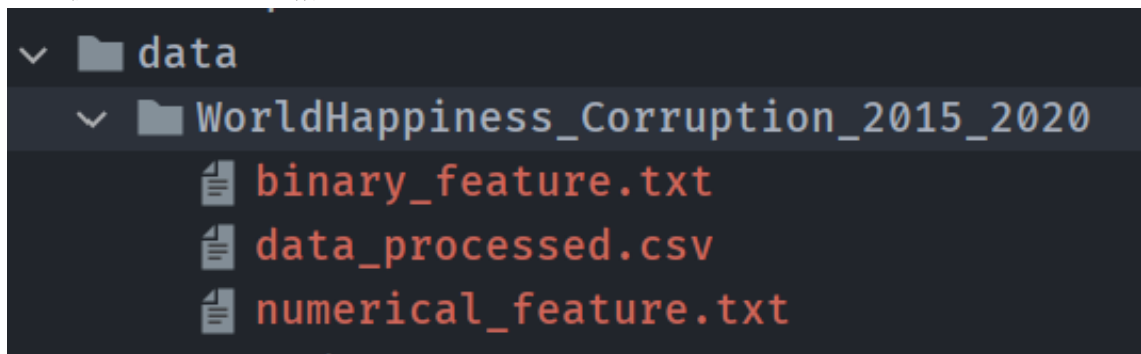 data
WorldHappiness_Corruption_2015_2020
binary_feature.txt
data_processed.csv
numerical_feature.txt